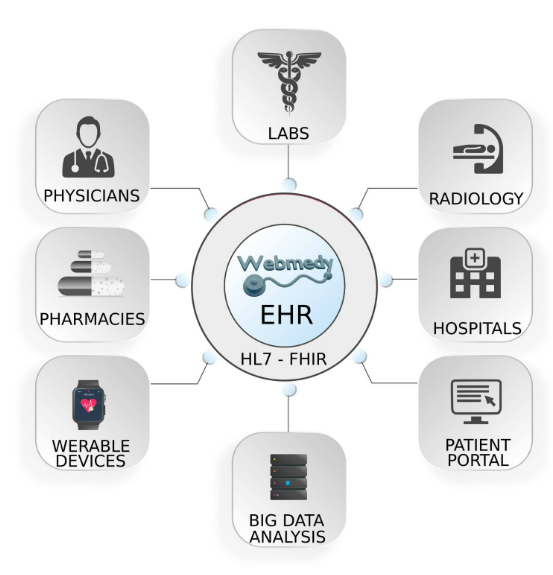 LABS
PHYSICIANS
RADIOLOGY
Webmedy
EHR
HL7 - FHIR
PHARMACIES
HOSPITALS
WERABLE
DEVICES
PATIENT
PORTAL
BIG DATA
ANALYSIS